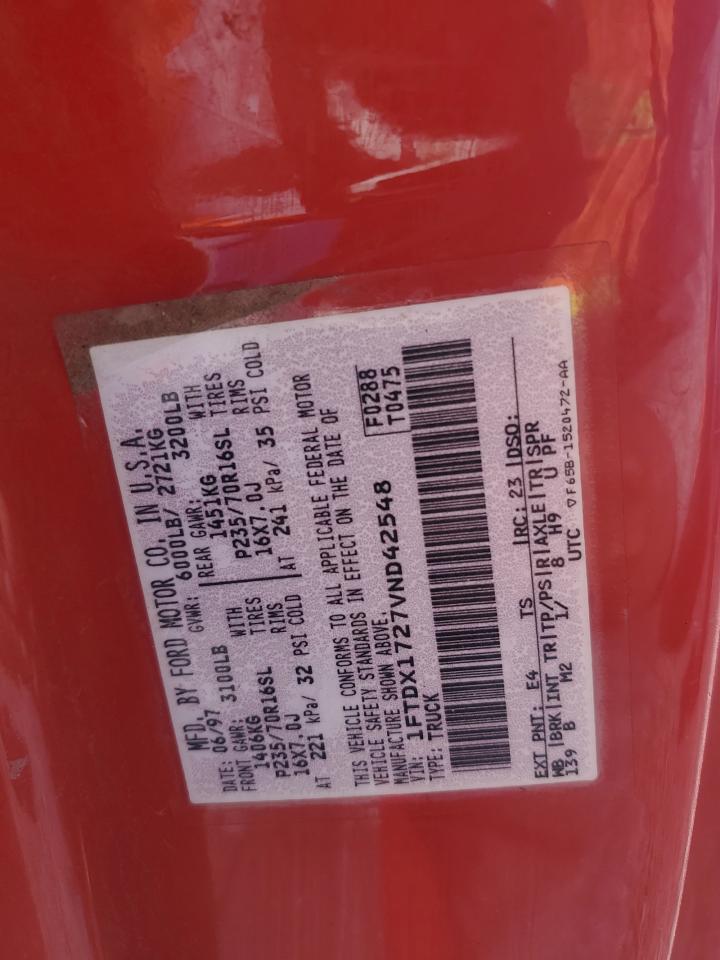 MFD. BY FORD MOTOR CO. IN U.S.A.
DATE: 06/97 GVWR: 6000LB/ 2721KG
FRONT GAWR: 3100LB REAR GAWR: 3200LB
1406KG WITH 1451KG WITH
P235/70R16SL TIRES P235/70R16SL TIRES
16X7.0J RIMS 16X7.0J RIMS
AT 221 kPa/ 32 PSI COLD AT 241 kPa/ 35 PSI COLD
THIS VEHICLE CONFORMS TO ALL APPLICABLE FEDERAL MOTOR
VEHICLE SAFETY STANDARDS IN EFFECT ON THE DATE OF
MANUFACTURE SHOWN ABOVE.
VIN: 1FTDX1727VND42548 F0288
TYPE: TRUCK T0475
EXT PNT: E4 TS RC: 23 DSO:
WB BRK INT TR TP/PS R AXLE TR SPR
139 B M2 1/ 8 H9 U PF
UTC ▽F65B-1520472-AA